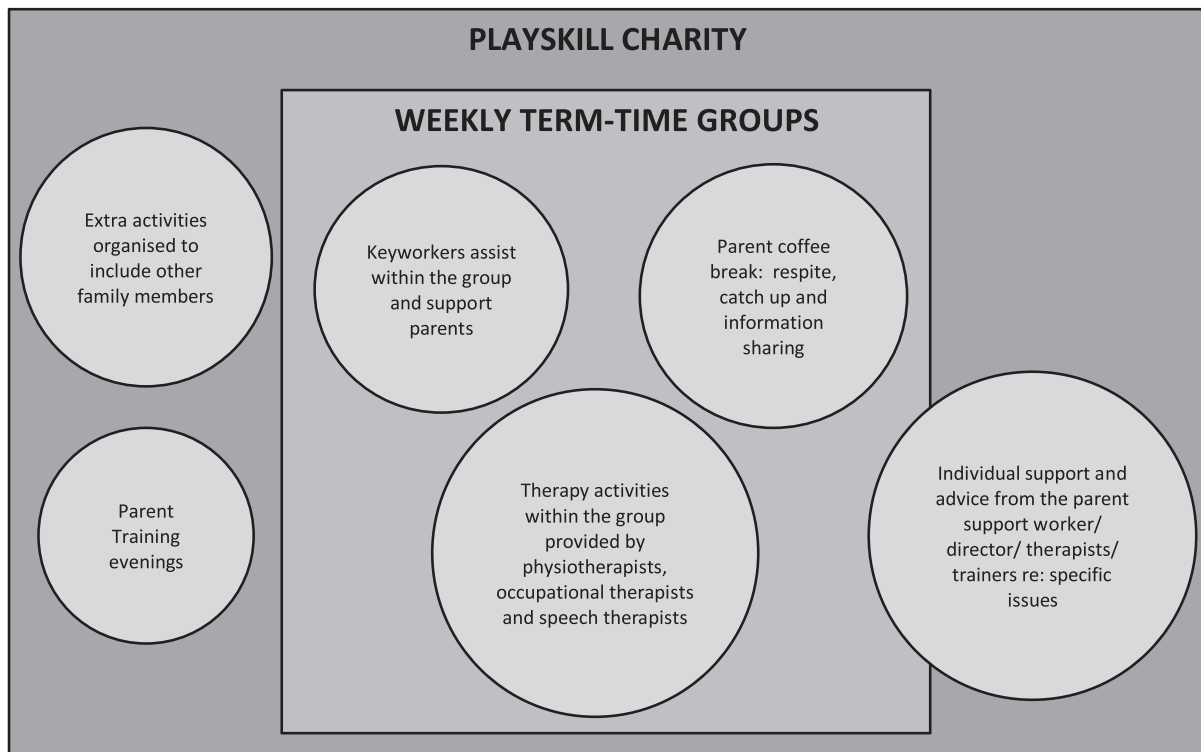 PLAYSKILL CHARITY
WEEKLY TERM-TIME GROUPS
Extra activities
organised to
include other
family members
Keyworkers assist
within the group
and support
parents
Parent coffee
break:  respite,
catch up and
information
sharing
Parent
Training
evenings
Therapy activities
within the group
provided by
physiotherapists,
occupational therapists
and speech therapists
Individual support and
advice from the parent
support worker/
director/ therapists/
trainers re: specific
issues